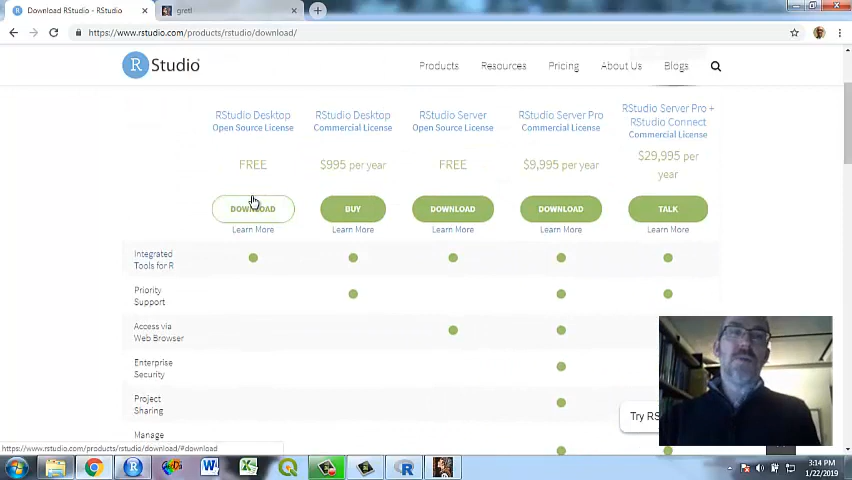 Download RStudio - RStudio
gretl
https://www.rstudio.com/products/rstudio/download/
R Studio
Products
Resources
Pricing
About Us
Blogs
RStudio Desktop
Open Source License
RStudio Desktop
Commercial License
RStudio Server
Open Source License
RStudio Server Pro
Commercial License
RStudio Server Pro +
RStudio Connect
Commercial License
FREE
$995 per year
FREE
$9,995 per year
$29,995 per
year
DOWNLOAD
BUY
DOWNLOAD
DOWNLOAD
TALK
Learn More
Learn More
Learn More
Learn More
Learn More
Integrated
Tools for R
Priority
Support
Access via
Web Browser
Enterprise
Security
Project
Sharing
Manage
Try RS
https://www.rstudio.com/products/rstudio/download/#download
3:14 PM
1/22/2019